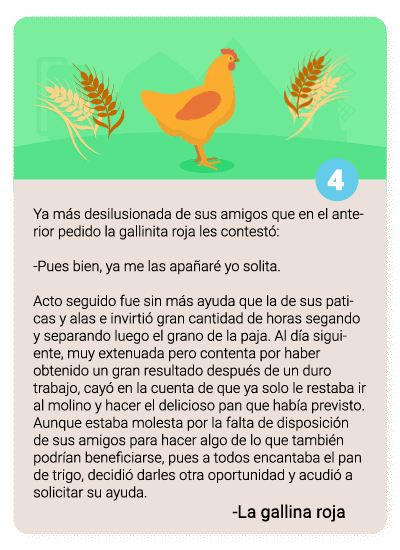 4
Ya más desilusionada de sus amigos que en el ante-
rior pedido la gallinita roja les contestó:
-Pues bien, ya me las apañaré yo solita.
Acto seguido fue sin más ayuda que la de sus pati-
cas y alas e invirtió gran cantidad de horas segando
y separando luego el grano de la paja. Al día sigui-
ente, muy extenuada pero contenta por haber
obtenido un gran resultado después de un duro
trabajo, cayó en la cuenta de que ya solo le restaba ir
al molino y hacer el delicioso pan que había previsto.
Aunque estaba molesta por la falta de disposición
de sus amigos para hacer algo de lo que también
podrían beneficiarse, pues a todos encantaba el pan
de trigo, decidió darles otra oportunidad y acudió a
solicitar su ayuda.
-La gallina roja